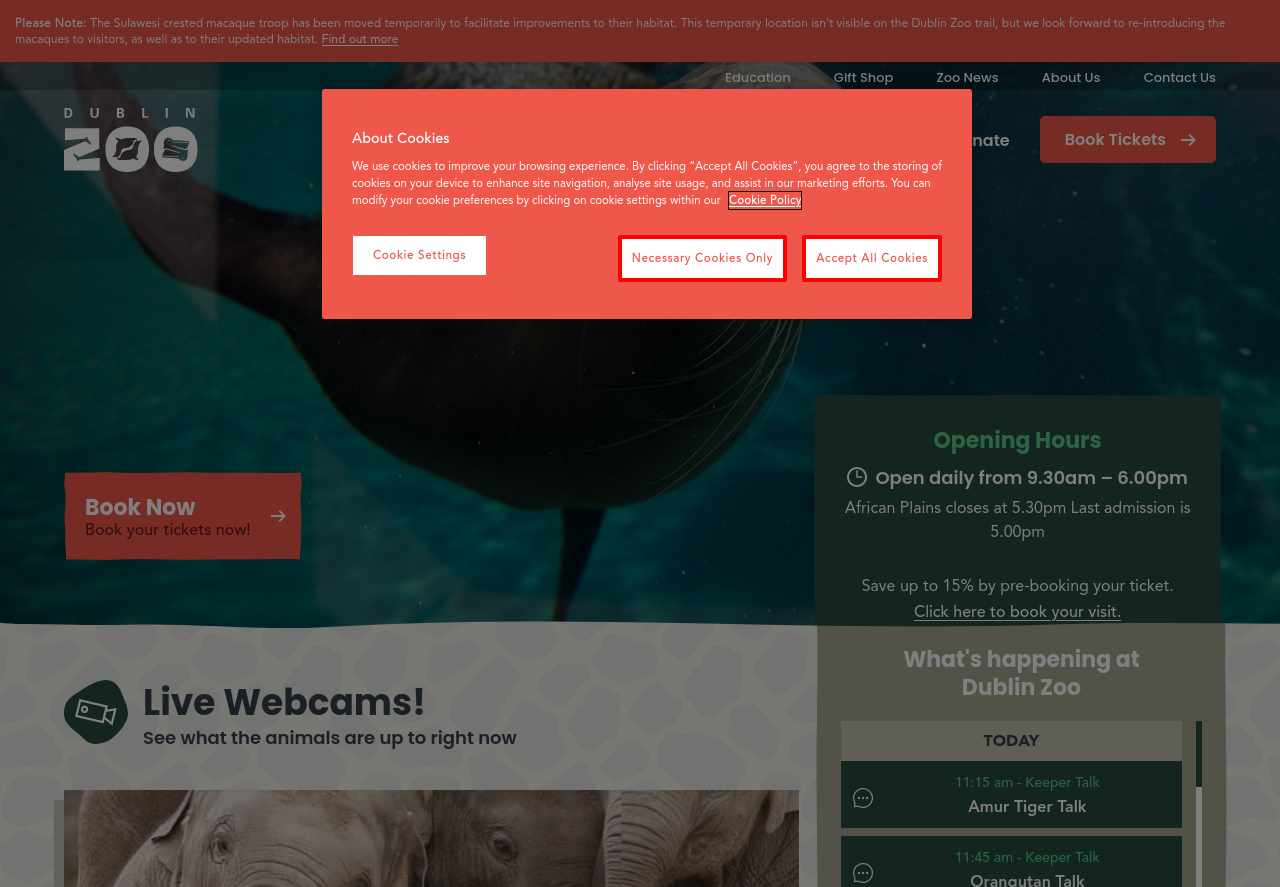 Please Note: The Sulawesi crested macaque troop has been moved temporarily to facilitate improvements to their habitat. This temporary location isn’t visible on the Dublin Zoo trail, but we look forward to re-introducing the
macaques to visitors, as well as to their updated habitat. Find out more
Education Gift Shop Zoo News About Us Contact Us
DUBLIN
ZOO
Book Tickets
About Cookies
We use cookies to improve your browsing experience. By clicking “Accept All Cookies”, you agree to the storing of
cookies on your device to enhance site navigation, analyse site usage, and assist in our marketing efforts. You can
modify your cookie preferences by clicking on cookie settings within our Cookie Policy
Cookie Settings Necessary Cookies Only Accept All Cookies
Book Now
Book your tickets now!
Opening Hours
Open daily from 9.30am – 6.00pm
African Plains closes at 5.30pm Last admission is
5.00pm
Save up to 15% by pre-booking your ticket.
Click here to book your visit.
What's happening at
Dublin Zoo
Live Webcams!
See what the animals are up to right now
TODAY
11:15 am - Keeper Talk
Amur Tiger Talk
11:45 am - Keeper Talk
Orangutan Talk